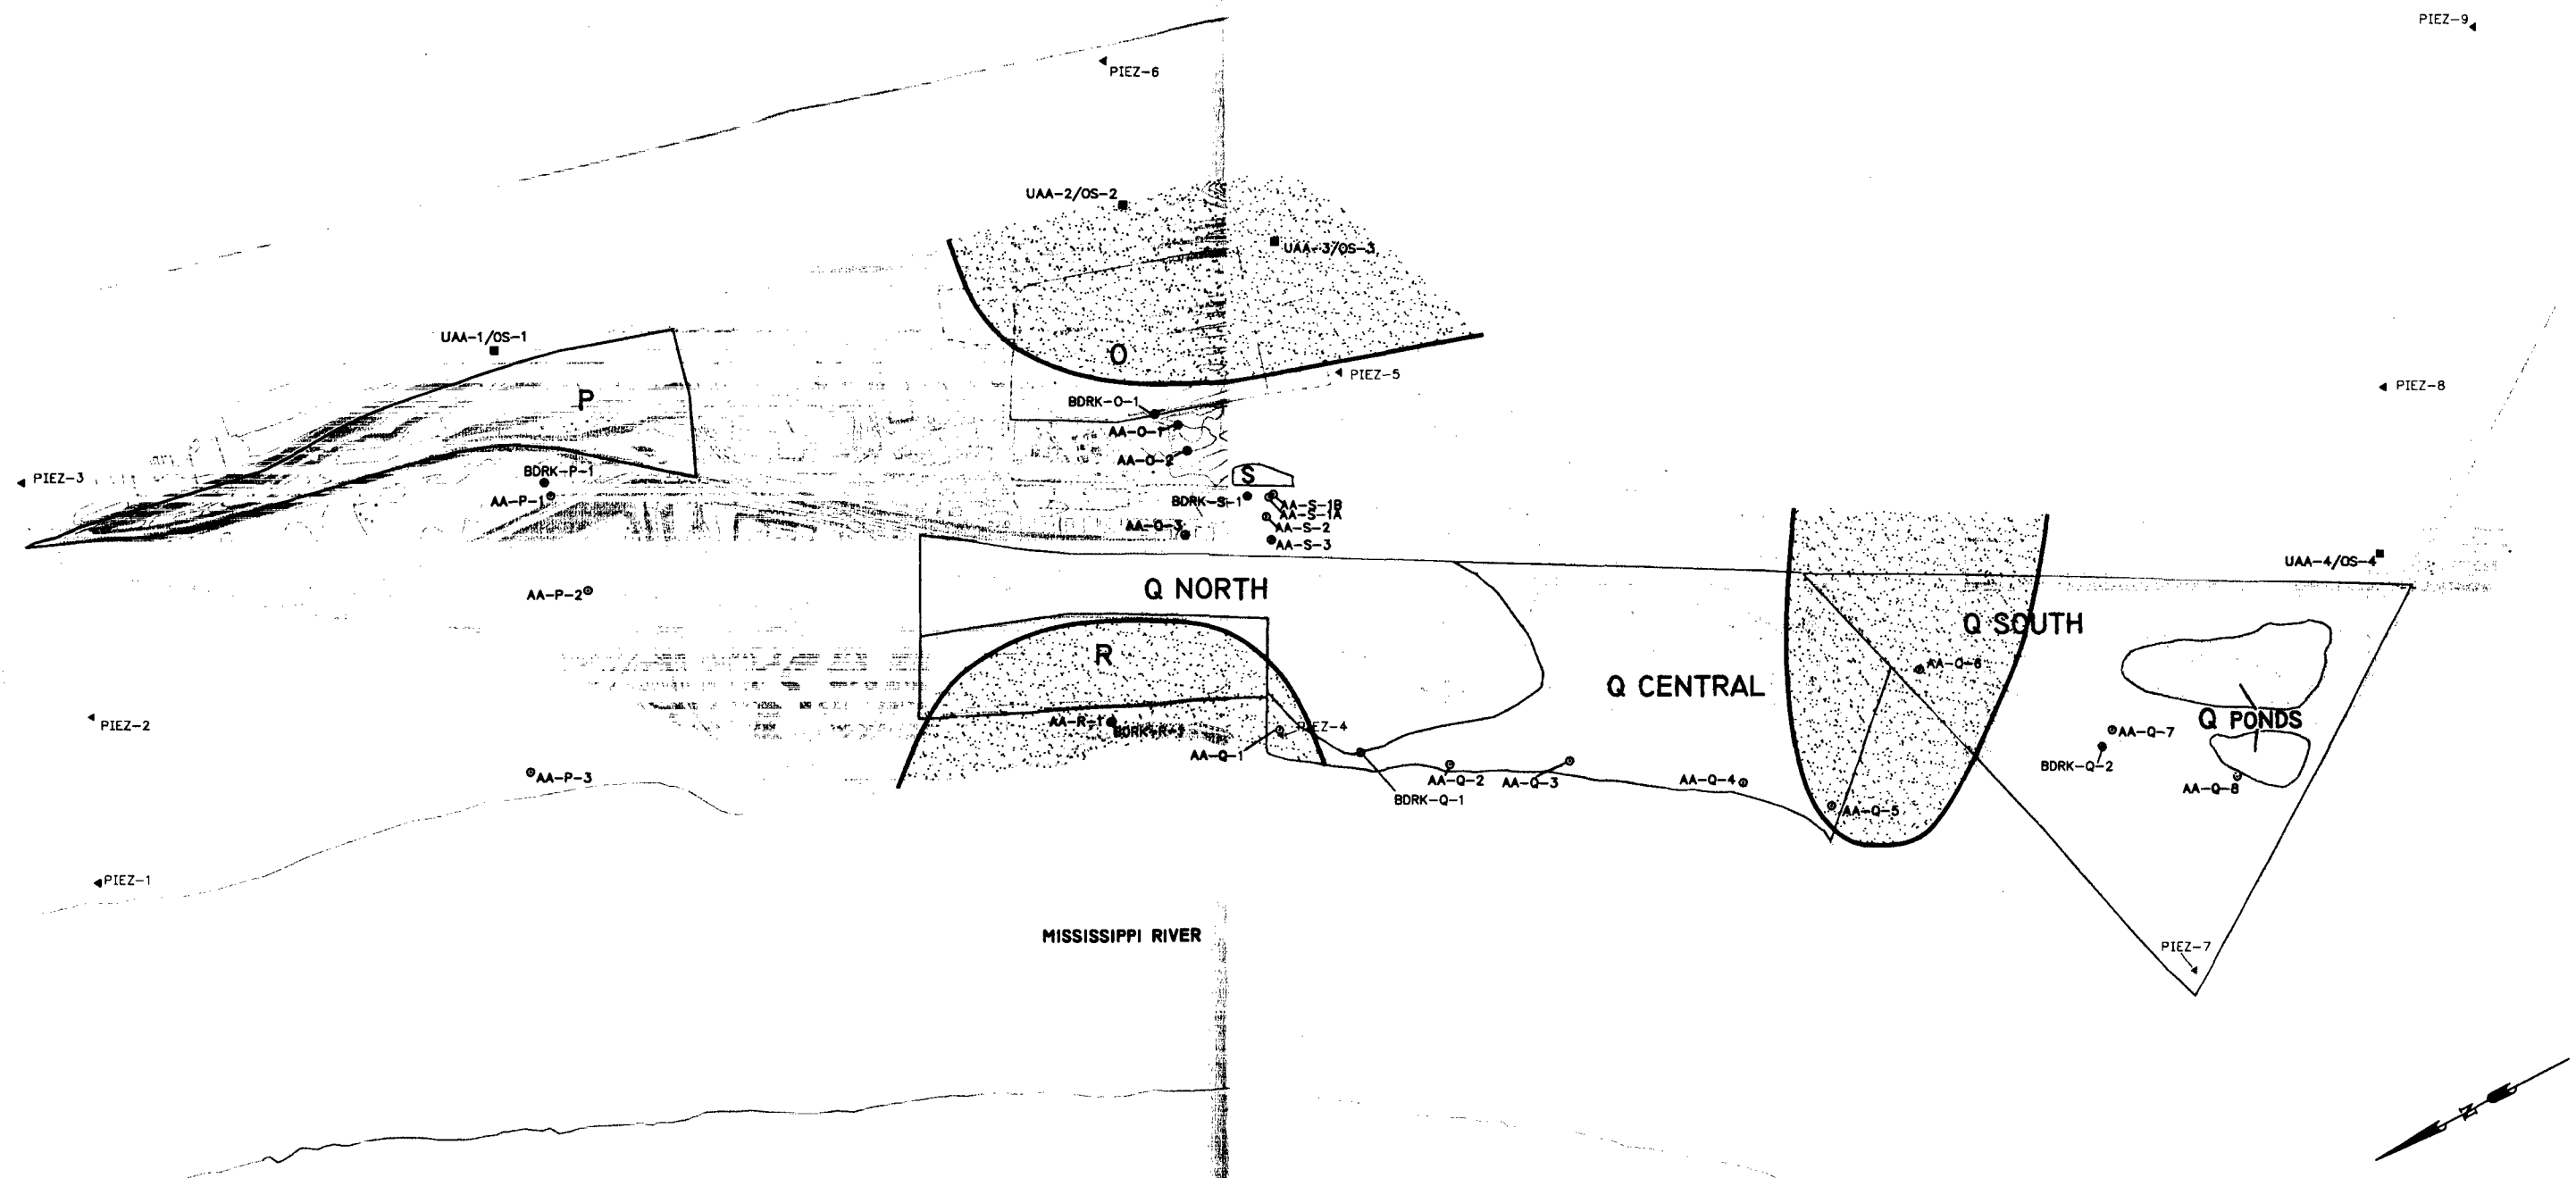 PIEZ-9
PIEZ-6
UAA-2/OS-2
UAA-3/OS-3
UAA-1/OS-1
O
PIEZ-5
PIEZ-8
P
BDRK-O-1
AA-O-1
AA-O-2
S
PIEZ-3
BDRK-P-1
AA-P-1
BDRK-S-1
AA-S-1B
AA-S-1A
AA-O-3
AA-S-2
AA-S-3
UAA-4/OS-4
AA-P-2
Q NORTH
Q SOUTH
R
AA-Q-6
Q CENTRAL
PIEZ-2
AA-R-1
BDRK-R-1
PIEZ-4
Q PONDS
AA-Q-7
AA-Q-1
BDRK-Q-2
AA-P-3
AA-Q-2
AA-Q-3
AA-Q-4
AA-Q-8
BDRK-Q-1
AA-Q-5
PIEZ-1
MISSISSIPPI RIVER
PIEZ-7
N